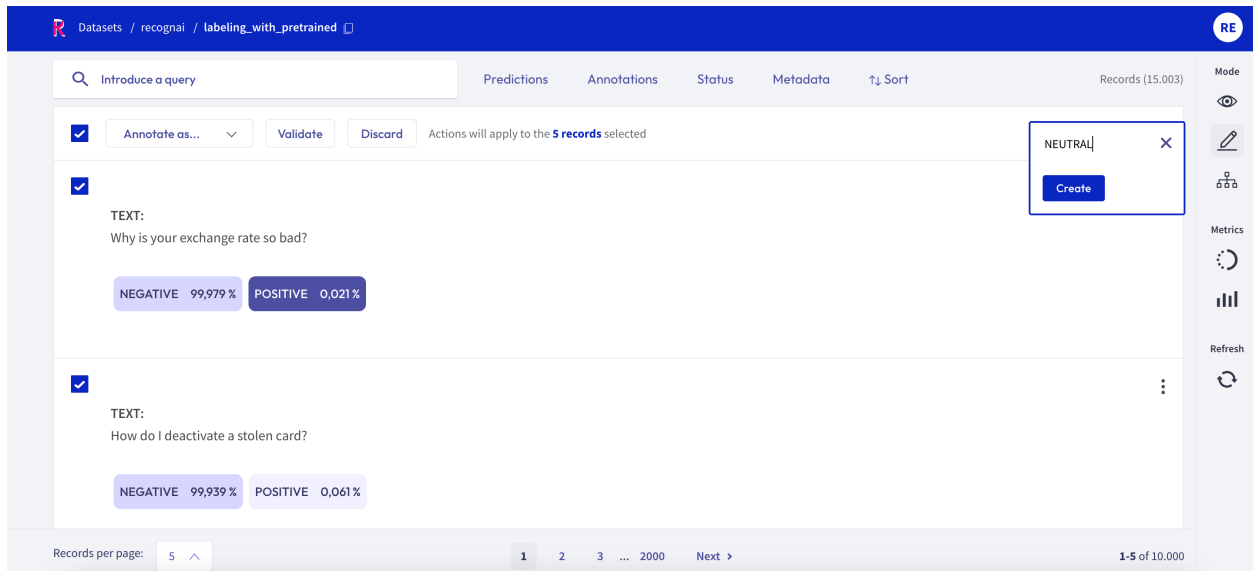 Datasets / recognai / labeling_with_pretrained
RE
Introduce a query
Predictions
Annotations
Status
Metadata
Sort
Records (15.003)
Mode
Annotate as...
Validate
Discard
Actions will apply to the 5 records selected
NEUTRAL
Create
TEXT:
Why is your exchange rate so bad?
NEGATIVE 99,979 %
POSITIVE 0,021 %
Metrics
Refresh
TEXT:
How do I deactivate a stolen card?
NEGATIVE 99,939 %
POSITIVE 0,061 %
Records per page: 5
1 2 3 ... 2000 Next >
1-5 of 10.000